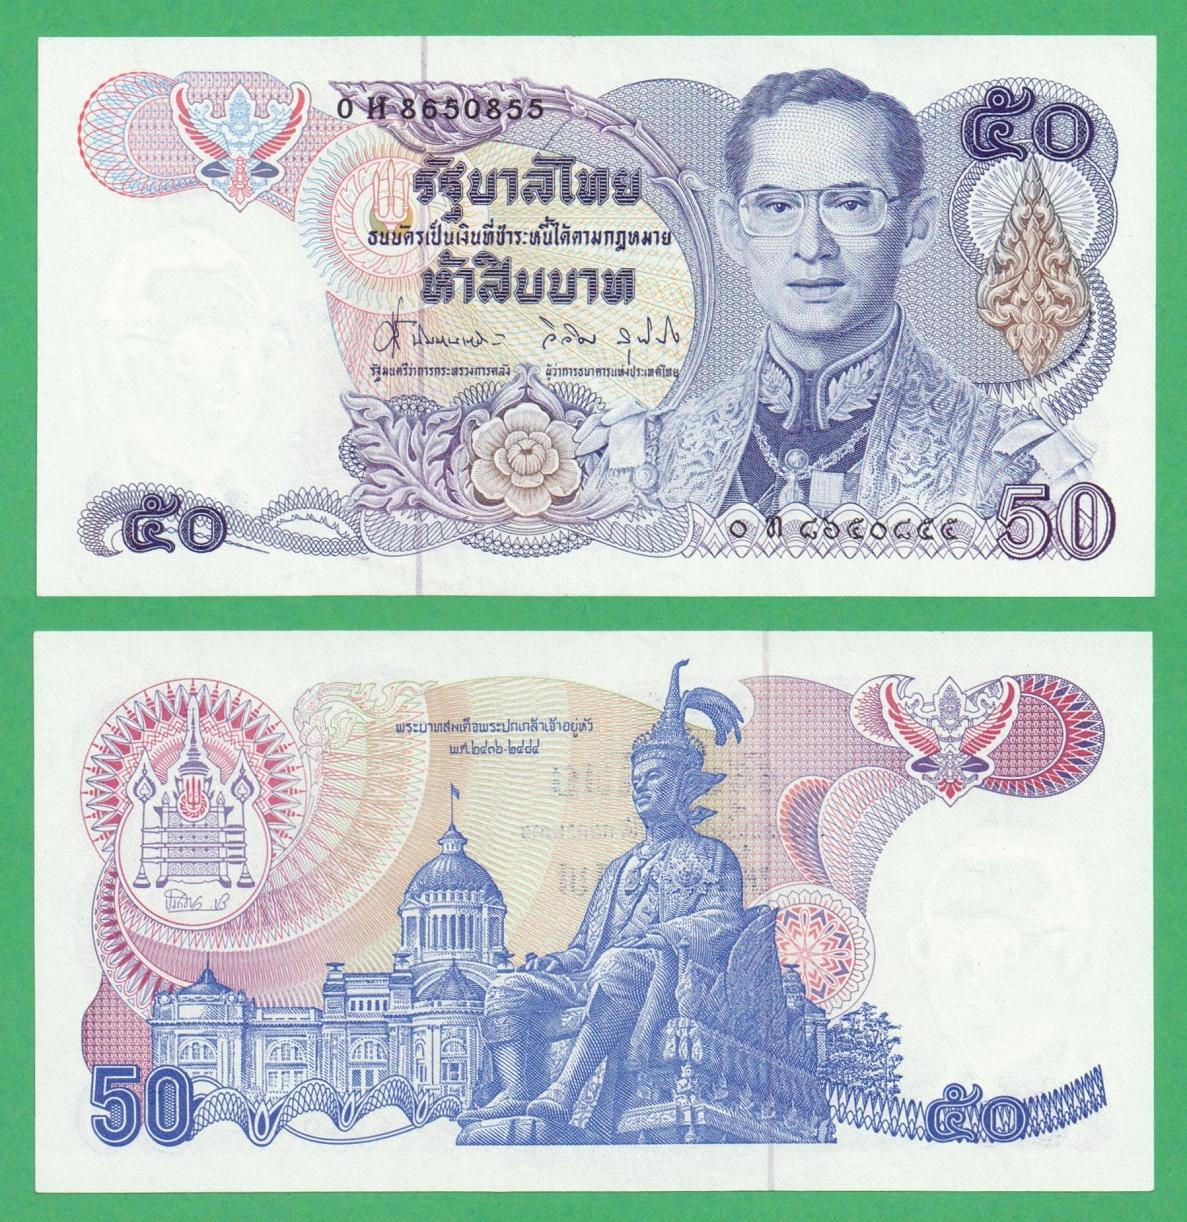 0 H 8650855
๕๐
รัฐบาลไทย
ธนบัตรเป็นเงินที่ชำระหนี้ได้ตามกฎหมาย
ห้าสิบบาท
รัฐมนตรีว่าการกระทรวงการคลัง ผู้ว่าการธนาคารแห่งประเทศไทย
๕๐
๐ ท ๘๖๕๐๘๕๕
50
พระบาทสมเด็จพระปกเกล้าเจ้าอยู่หัว
พ.ศ.๒๔๓๖-๒๔๘๔
50
๕๐